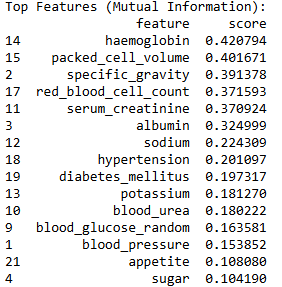 Top Features (Mutual Information):
feature score
14 haemoglobin 0.420794
15 packed_cell_volume 0.401671
2 specific_gravity 0.391378
17 red_blood_cell_count 0.371593
11 serum_creatinine 0.370924
3 albumin 0.324999
12 sodium 0.224309
18 hypertension 0.201097
19 diabetes_mellitus 0.197317
13 potassium 0.181270
10 blood_urea 0.180222
9 blood_glucose_random 0.163581
1 blood_pressure 0.153852
21 appetite 0.108080
4 sugar 0.104190